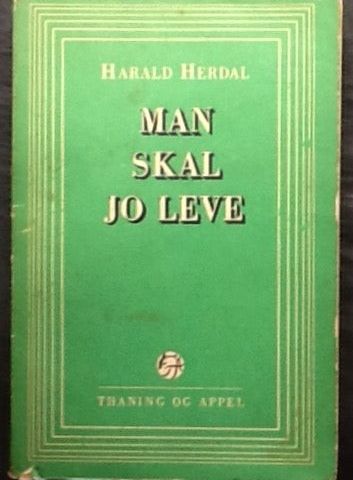 HARALD HERDAL
MAN
SKAL
JO LEVE
THANING OG APPEL